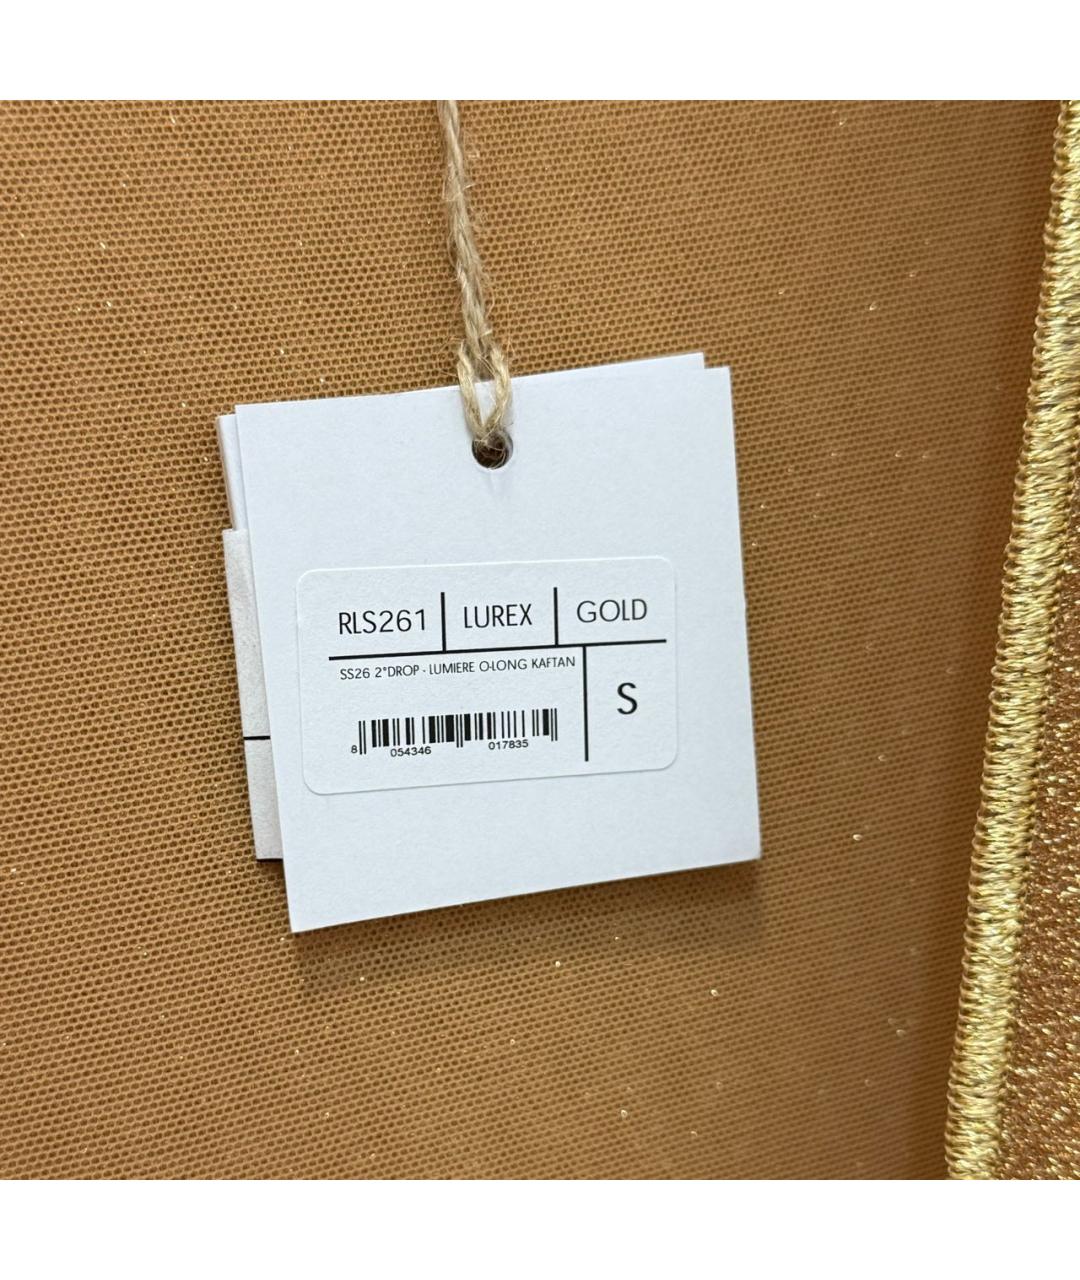 RLS261 LUREX GOLD
SS26 2°DROP - LUMIERE O-LONG KAFTAN
S
8 054346 017835